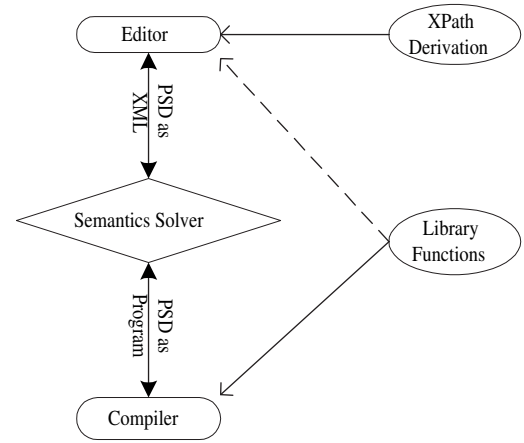 Editor
XPath
Derivation
PSD as
XML
Semantics Solver
Library
Functions
PSD as
Program
Compiler